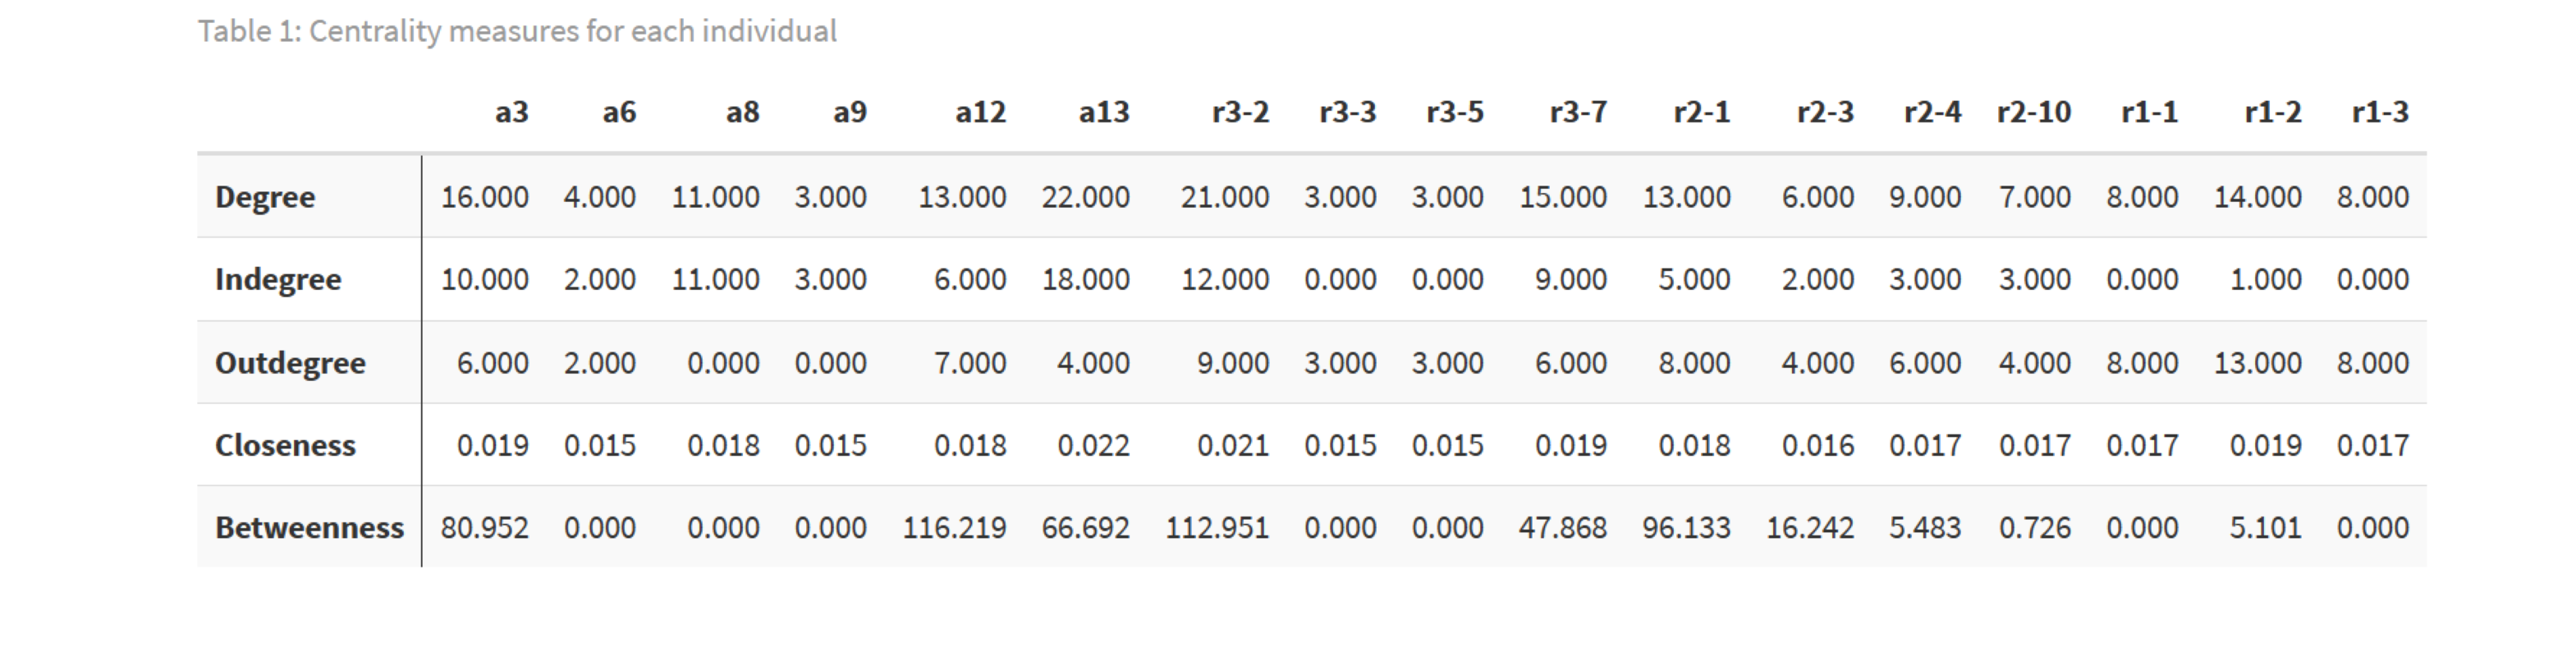 Table 1: Centrality measures for each individual
a3 a6 a8 a9 a12 a13 r3-2 r3-3 r3-5 r3-7 r2-1 r2-3 r2-4 r2-10 r1-1 r1-2 r1-3
Degree 16.000 4.000 11.000 3.000 13.000 22.000 21.000 3.000 3.000 15.000 13.000 6.000 9.000 7.000 8.000 14.000 8.000
Indegree 10.000 2.000 11.000 3.000 6.000 18.000 12.000 0.000 0.000 9.000 5.000 2.000 3.000 3.000 0.000 1.000 0.000
Outdegree 6.000 2.000 0.000 0.000 7.000 4.000 9.000 3.000 3.000 6.000 8.000 4.000 6.000 4.000 8.000 13.000 8.000
Closeness 0.019 0.015 0.018 0.015 0.018 0.022 0.021 0.015 0.015 0.019 0.018 0.016 0.017 0.017 0.017 0.019 0.017
Betweenness 80.952 0.000 0.000 0.000 116.219 66.692 112.951 0.000 0.000 47.868 96.133 16.242 5.483 0.726 0.000 5.101 0.000